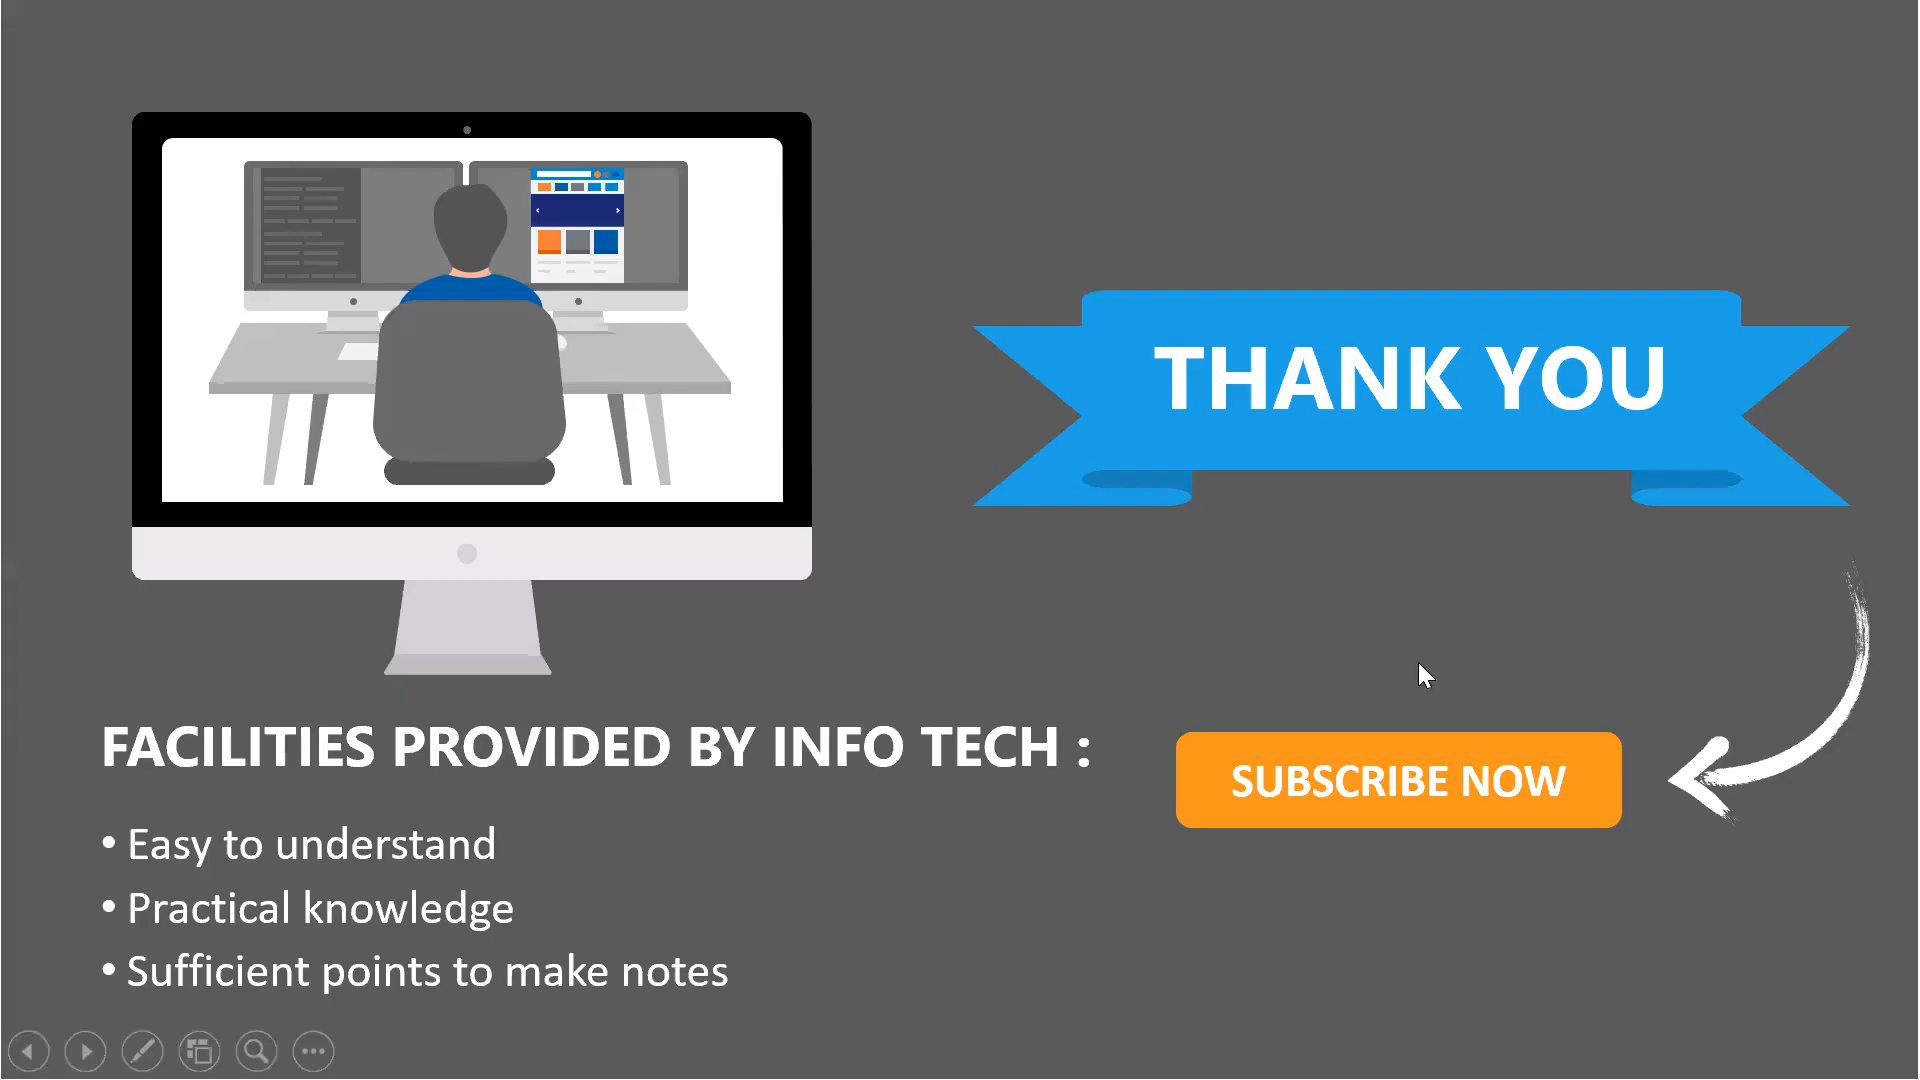 THANK YOU
FACILITIES PROVIDED BY INFO TECH :
SUBSCRIBE NOW
• Easy to understand
• Practical knowledge
• Sufficient points to make notes